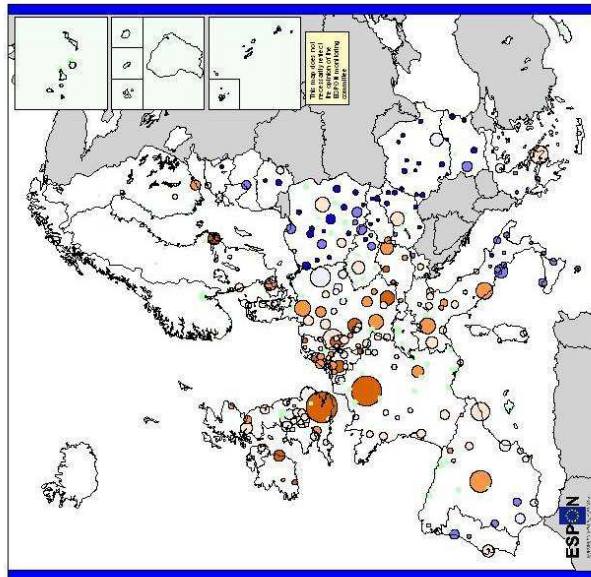 This map does not
necessarily reflect
the opinion of the
ESPON monitoring
committee
ESPON